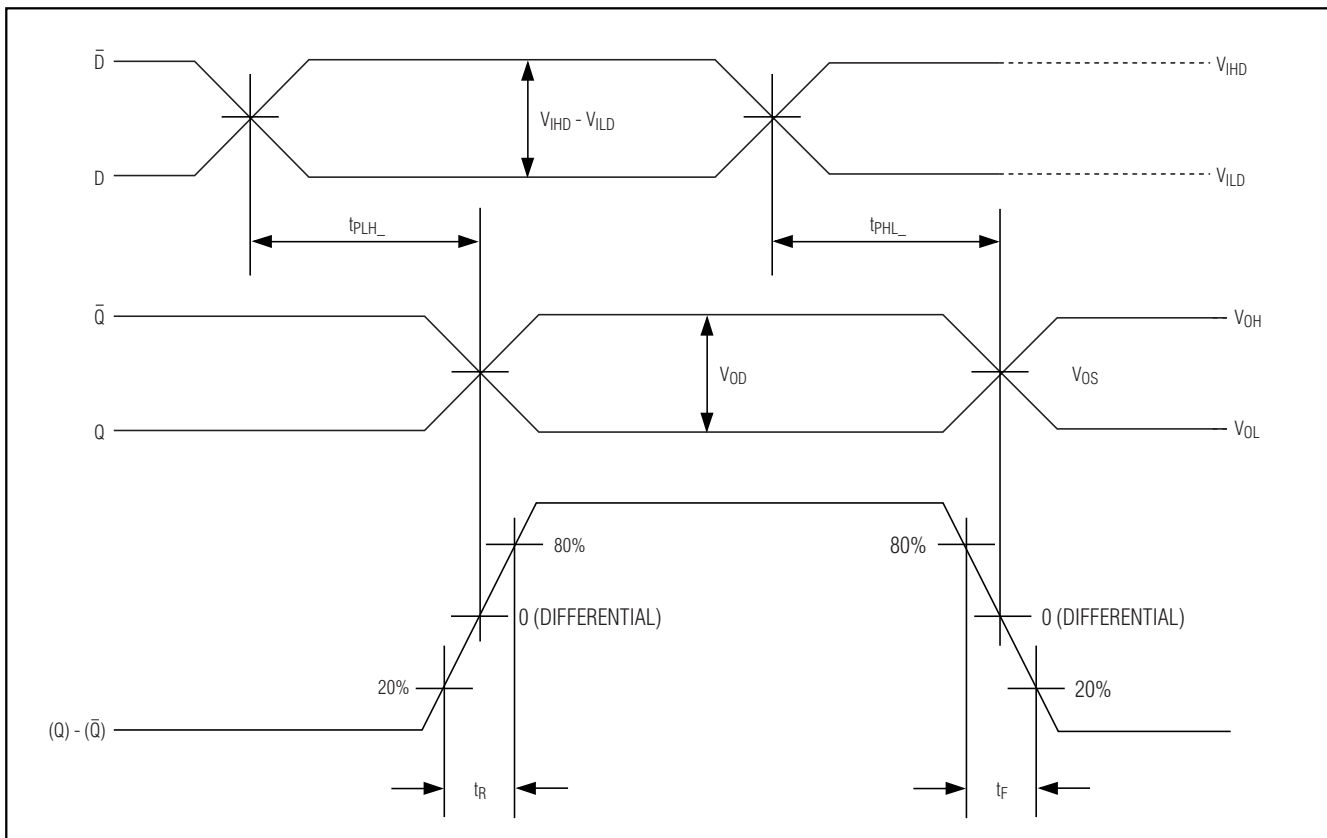 D̄
V_IHD
V_IHD - V_ILD
D
V_ILD
t_PLH_
t_PHL_
Q̄
V_OH
V_OD
V_OS
Q
V_OL
80%
80%
0 (DIFFERENTIAL)
0 (DIFFERENTIAL)
20%
20%
(Q) - (Q̄)
t_R
t_F